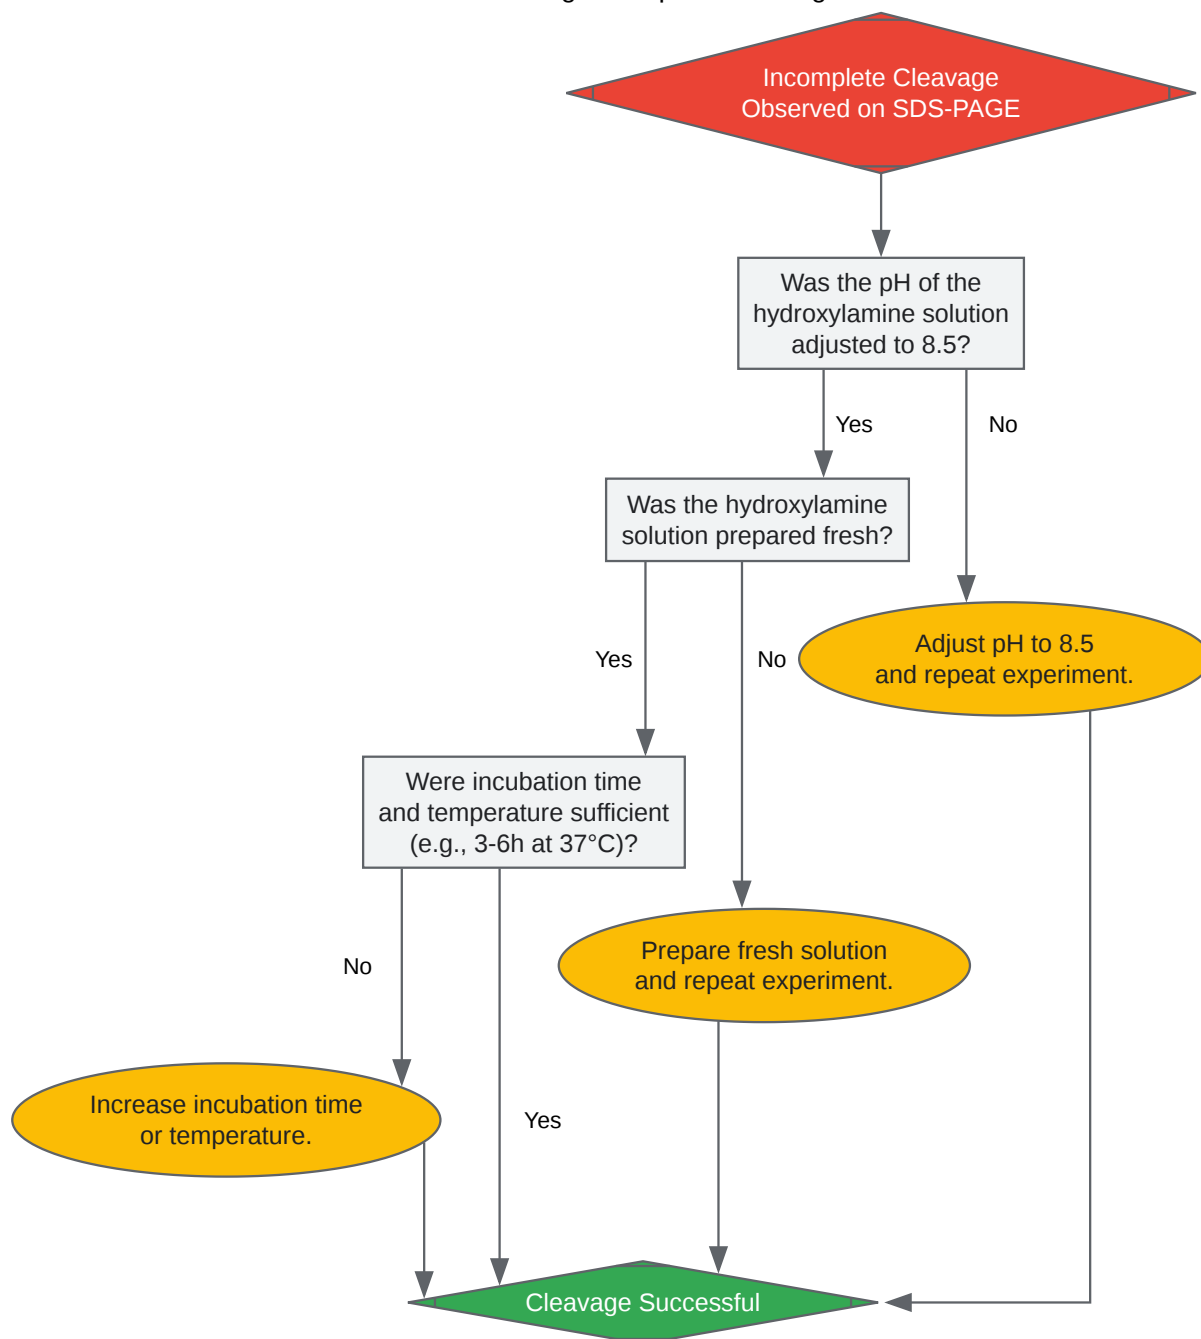 Incomplete Cleavage
Observed on SDS-PAGE
Was the pH of the
hydroxylamine solution
adjusted to 8.5?
Yes
No
Was the hydroxylamine
solution prepared fresh?
Yes
No
Adjust pH to 8.5
and repeat experiment.
Were incubation time
and temperature sufficient
(e.g., 3-6h at 37°C)?
No
Prepare fresh solution
and repeat experiment.
Increase incubation time
or temperature.
Yes
Cleavage Successful